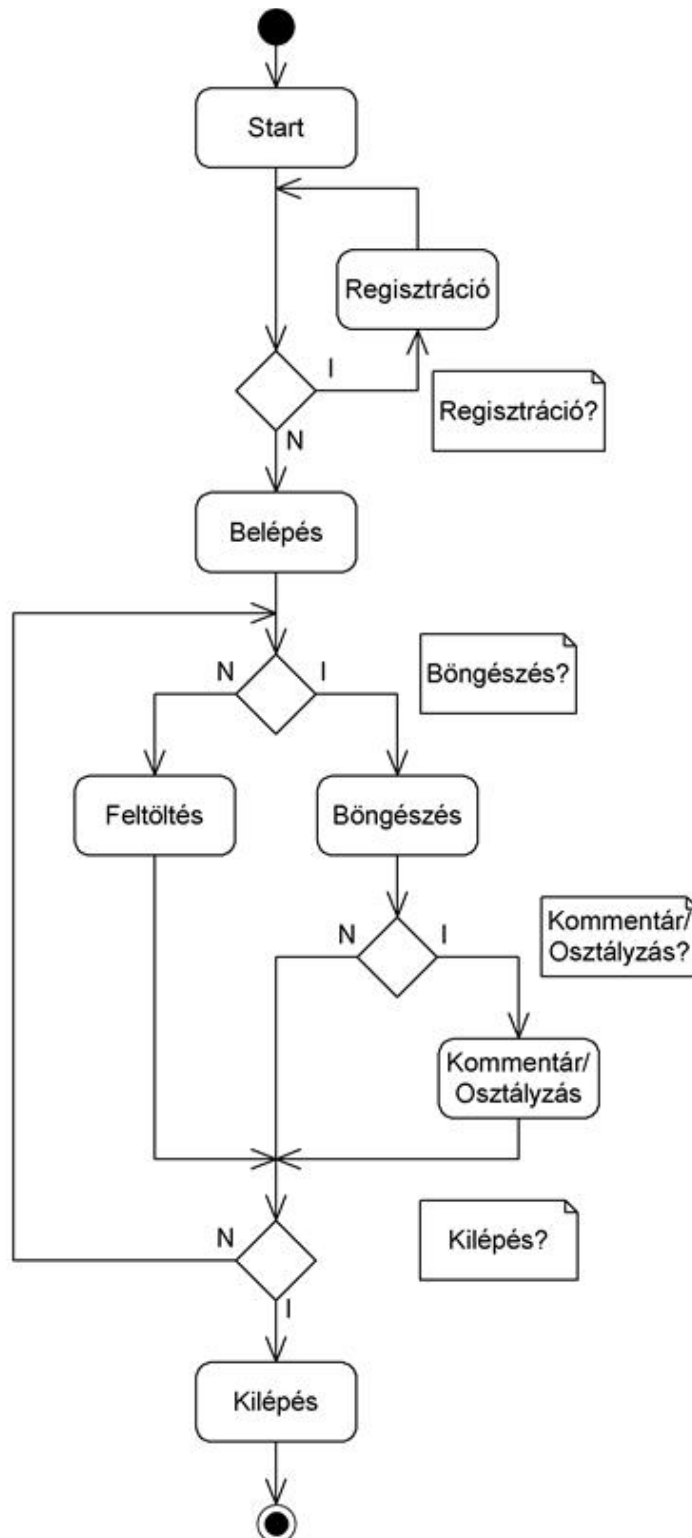 Start
Regisztráció
I
Regisztráció?
N
Belépés
N
I
Böngészés?
Feltöltés
Böngészés
N
I
Kommentár/
Osztályzás?
Kommentár/
Osztályzás
N
Kilépés?
I
Kilépés